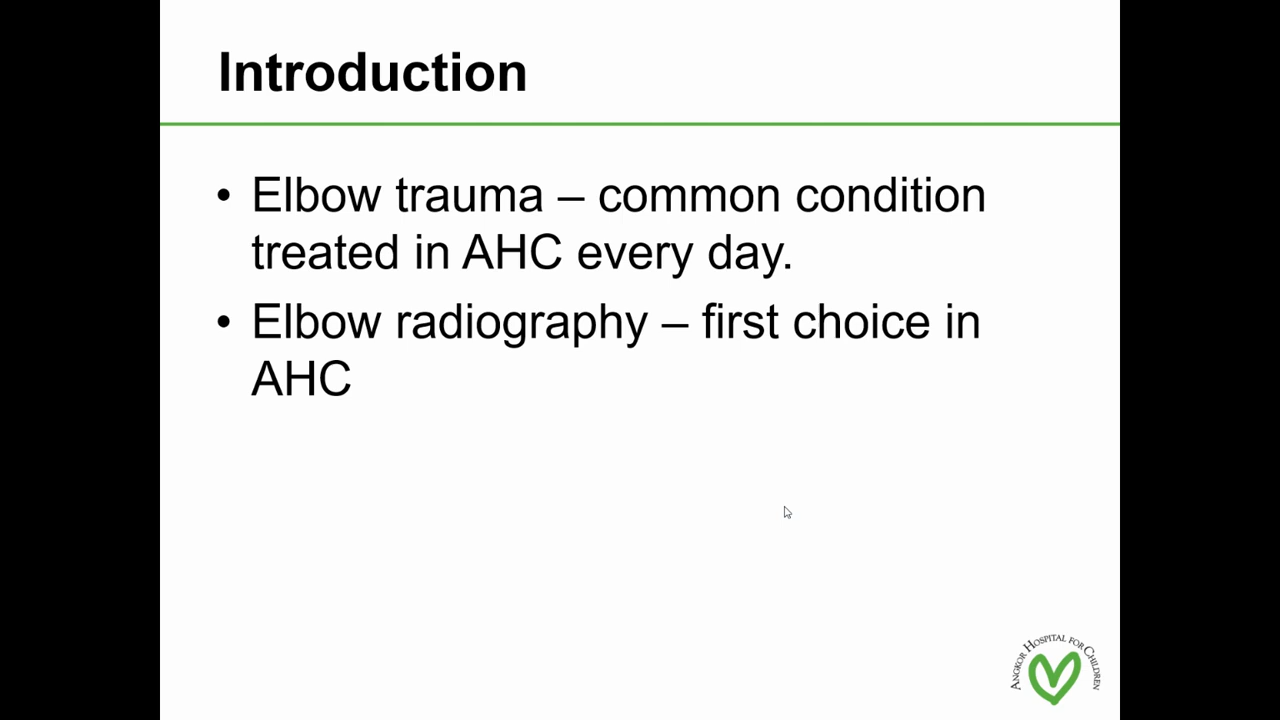 Introduction
• Elbow trauma – common condition
treated in AHC every day.
• Elbow radiography – first choice in
AHC
ANGKOR HOSPITAL FOR CHILDREN